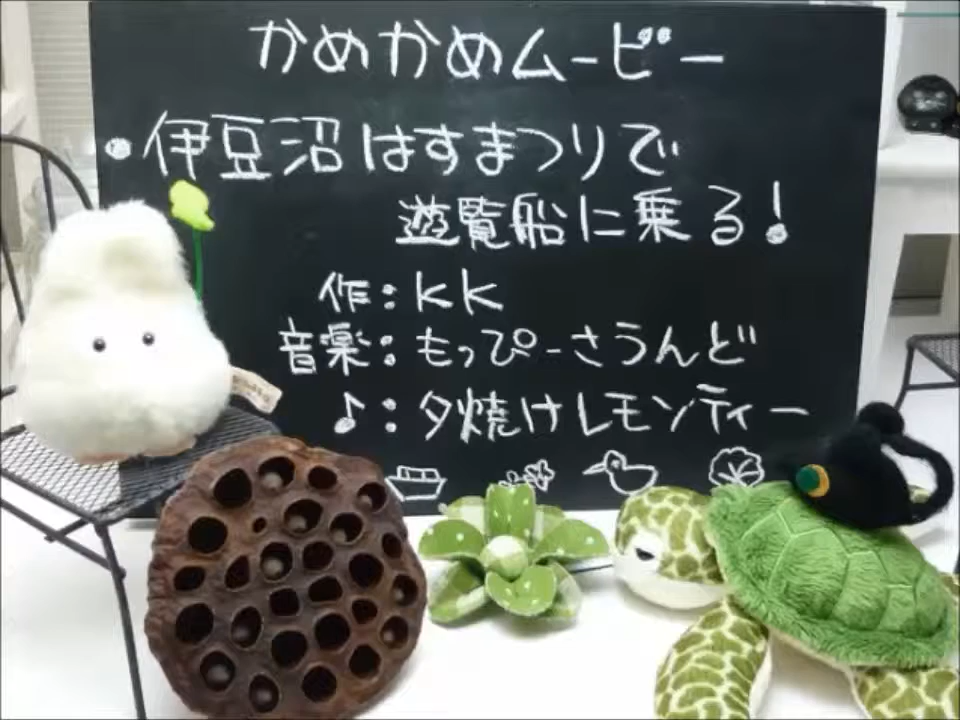 かめかめムービー
・伊豆沼はすまつりで
遊覧船に乗る!
作:KK
音楽:もっぴーさうんど
♪:夕焼けレモンティー